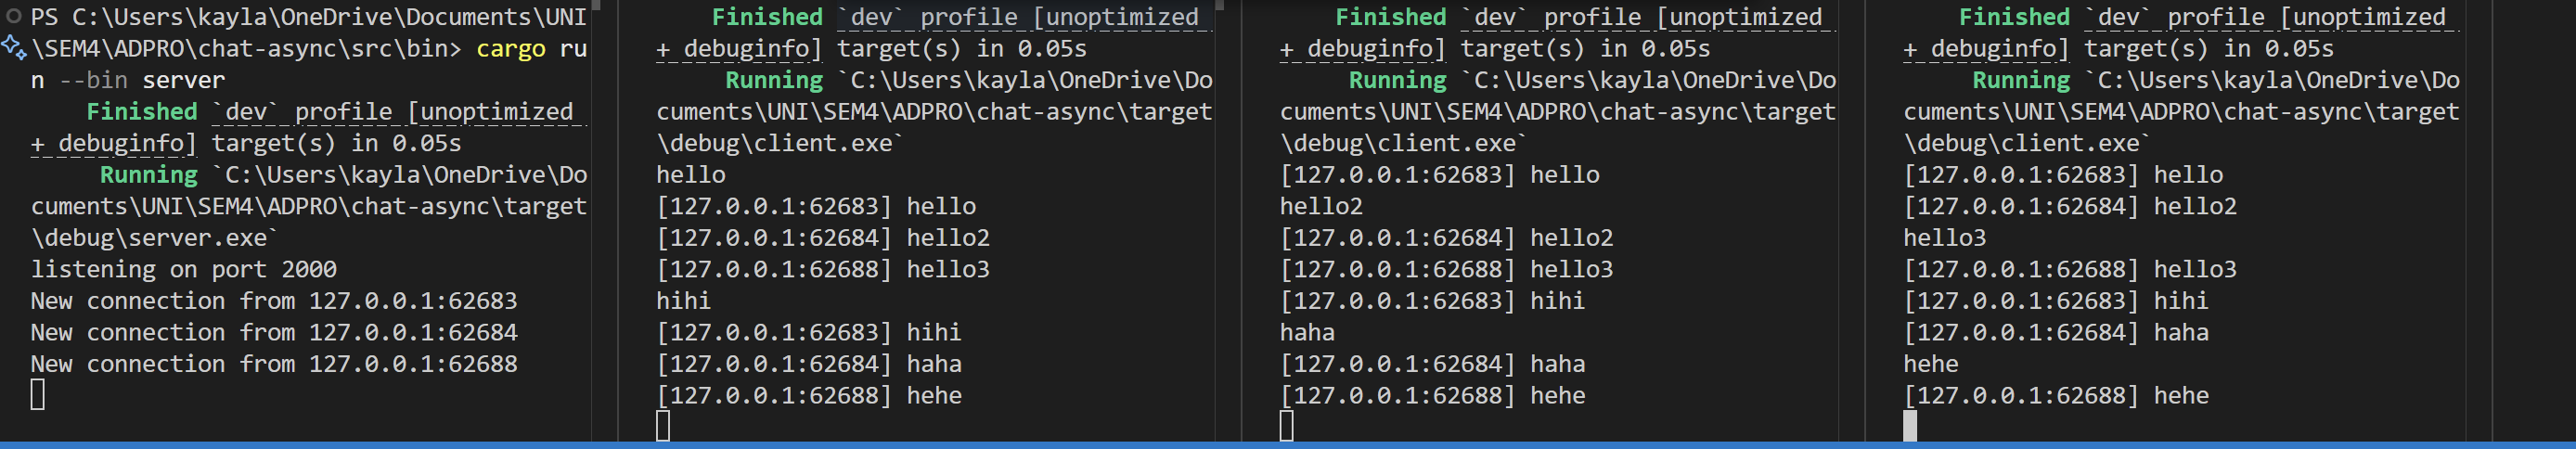 PS C:\Users\kayla\OneDrive\Documents\UNI
\SEM4\ADPRO\chat-async\src\bin> cargo ru
n --bin server
Finished `dev` profile [unoptimized
+ debuginfo] target(s) in 0.05s
Running `C:\Users\kayla\OneDrive\Do
cuments\UNI\SEM4\ADPRO\chat-async\target
\debug\server.exe`
listening on port 2000
New connection from 127.0.0.1:62683
New connection from 127.0.0.1:62684
New connection from 127.0.0.1:62688
Finished `dev` profile [unoptimized
+ debuginfo] target(s) in 0.05s
Running `C:\Users\kayla\OneDrive\Do
cuments\UNI\SEM4\ADPRO\chat-async\target
\debug\client.exe`
hello
[127.0.0.1:62683] hello
[127.0.0.1:62684] hello2
[127.0.0.1:62688] hello3
hihi
[127.0.0.1:62683] hihi
[127.0.0.1:62684] haha
[127.0.0.1:62688] hehe
Finished `dev` profile [unoptimized
+ debuginfo] target(s) in 0.05s
Running `C:\Users\kayla\OneDrive\Do
cuments\UNI\SEM4\ADPRO\chat-async\target
\debug\client.exe`
[127.0.0.1:62683] hello
hello2
[127.0.0.1:62684] hello2
[127.0.0.1:62688] hello3
[127.0.0.1:62683] hihi
haha
[127.0.0.1:62684] haha
[127.0.0.1:62688] hehe
Finished `dev` profile [unoptimized
+ debuginfo] target(s) in 0.05s
Running `C:\Users\kayla\OneDrive\Do
cuments\UNI\SEM4\ADPRO\chat-async\target
\debug\client.exe`
[127.0.0.1:62683] hello
[127.0.0.1:62684] hello2
hello3
[127.0.0.1:62688] hello3
[127.0.0.1:62683] hihi
[127.0.0.1:62684] haha
hehe
[127.0.0.1:62688] hehe